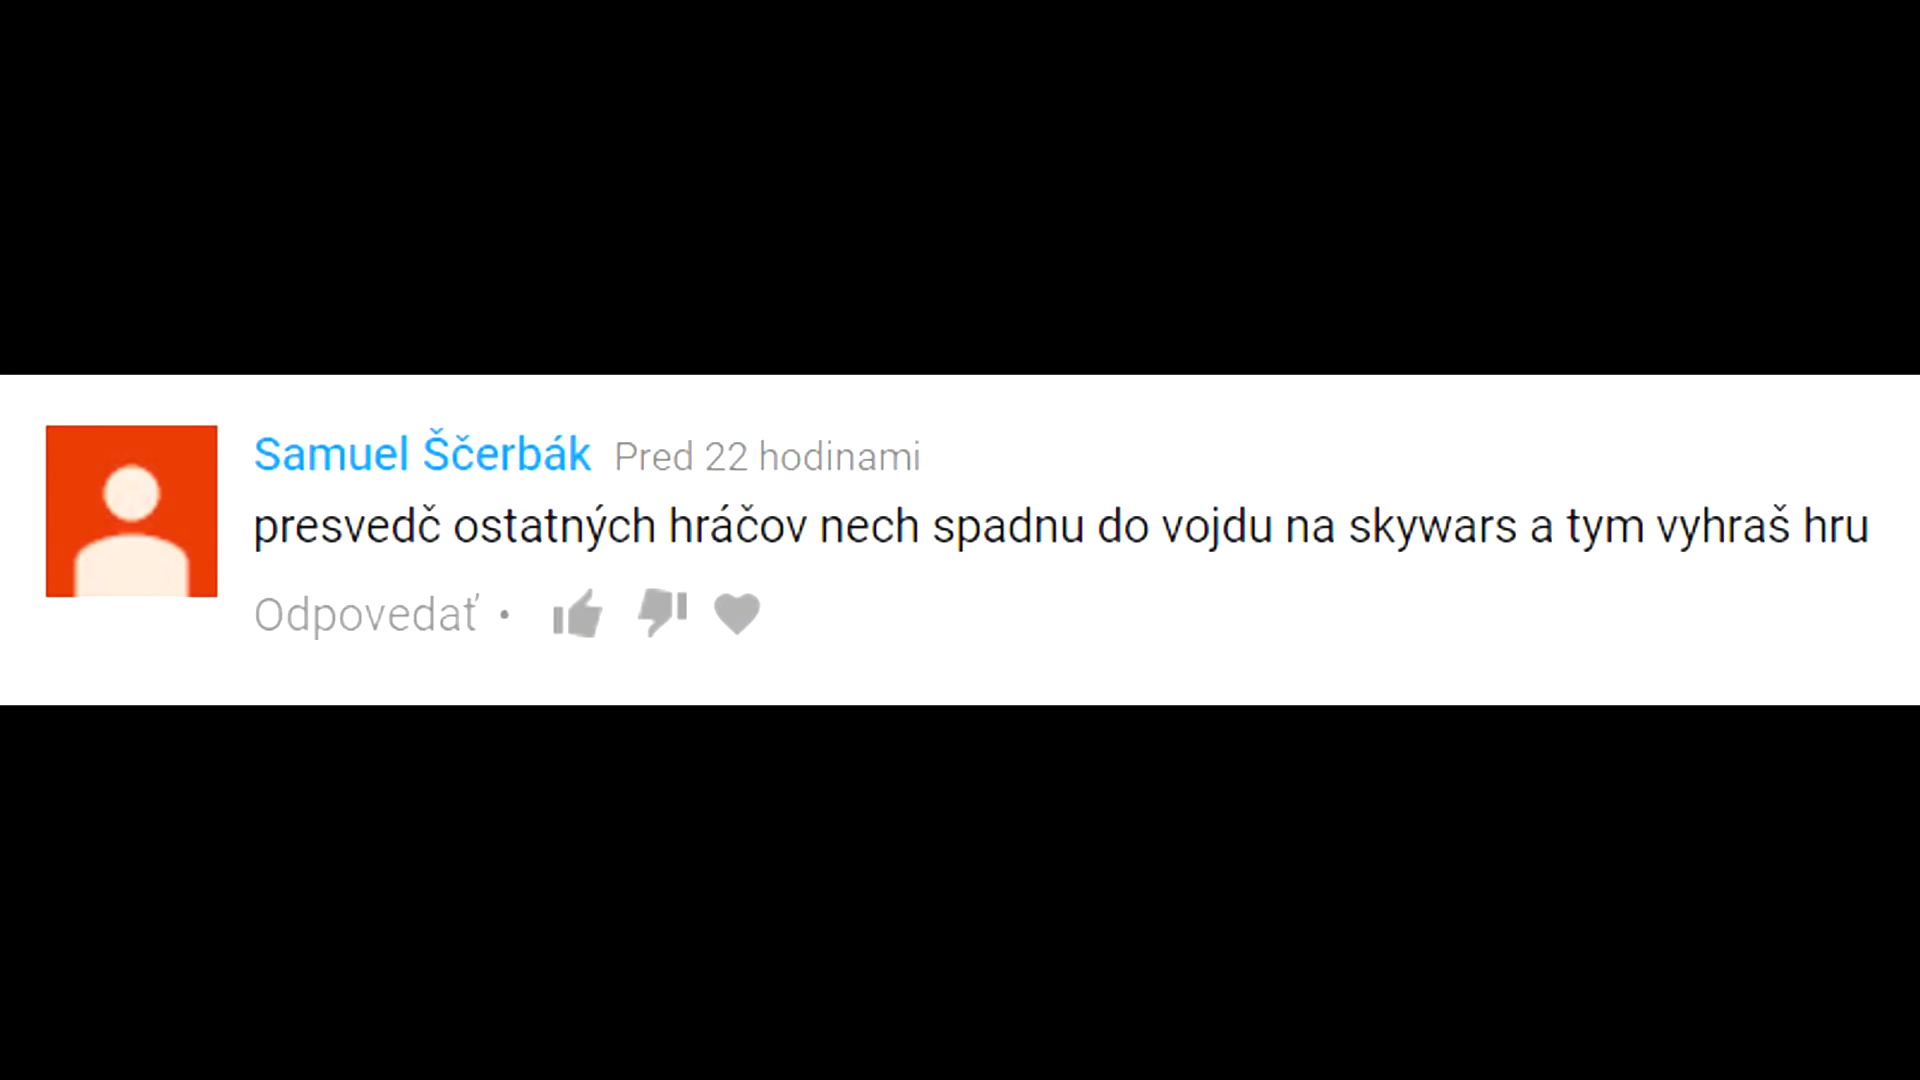 Samuel Ščerbák Pred 22 hodinami
presvedč ostatných hráčov nech spadnu do vojdu na skywars a tym vyhraš hru
Odpovedať •